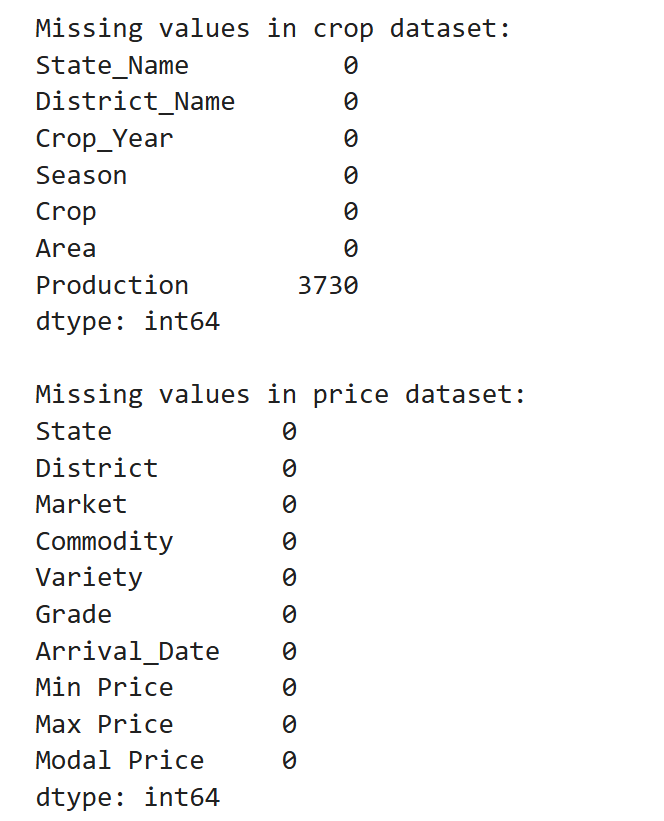 Missing values in crop dataset:
State_Name 0
District_Name 0
Crop_Year 0
Season 0
Crop 0
Area 0
Production 3730
dtype: int64
Missing values in price dataset:
State 0
District 0
Market 0
Commodity 0
Variety 0
Grade 0
Arrival_Date 0
Min Price 0
Max Price 0
Modal Price 0
dtype: int64